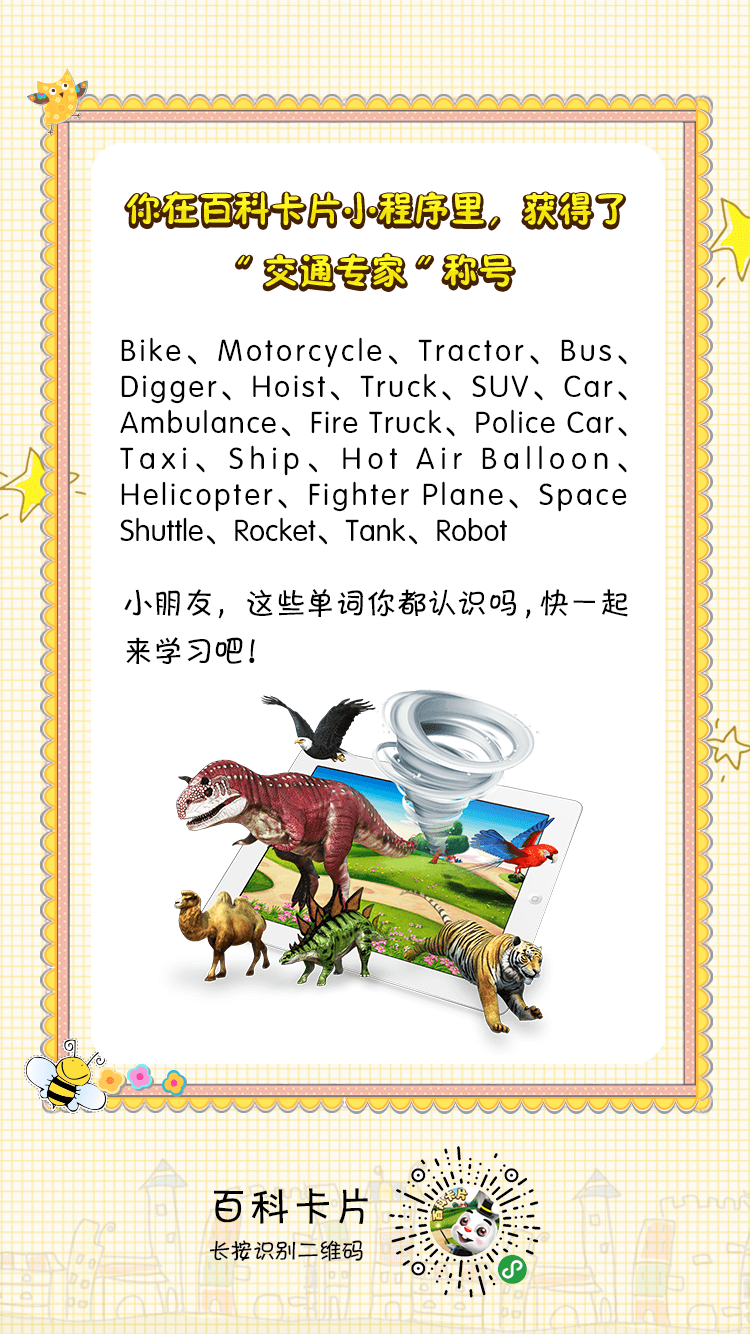 你在百科卡片小程序里，获得了
“交通专家”称号
Bike、Motorcycle、Tractor、Bus、
Digger、Hoist、Truck、SUV、Car、
Ambulance、Fire Truck、Police Car、
Taxi、Ship、Hot Air Balloon、
Helicopter、Fighter Plane、Space
Shuttle、Rocket、Tank、Robot
小朋友，这些单词你都认识吗,快一起
来学习吧!
百科卡片
长按识别二维码
百科卡片